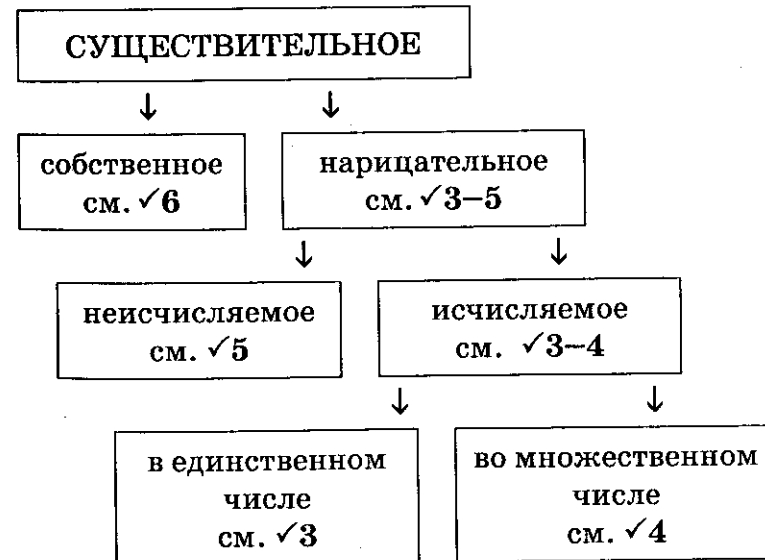 СУЩЕСТВИТЕЛЬНОЕ
↓ ↓
собственное
см. ✓6
нарицательное
см. ✓3–5
↓ ↓
неисчисляемое
см. ✓5
исчисляемое
см. ✓3–4
↓ ↓
в единственном
числе
см. ✓3
во множественном
числе
см. ✓4